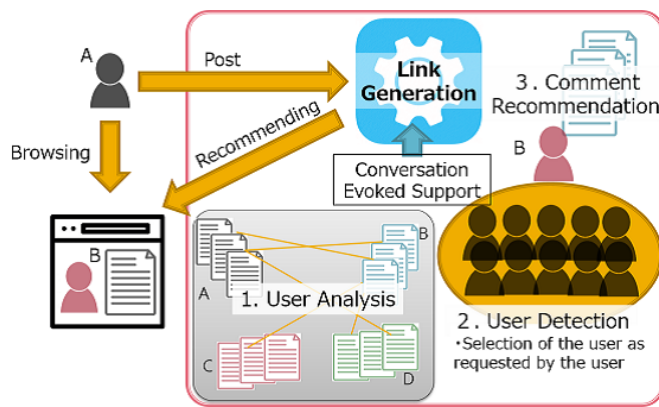 A
Post
Link
Generation
3. Comment
Recommendation
Browsing
Recommending
B
Conversation
Evoked Support
B
B
A
1. User Analysis
C
D
2. User Detection
・Selection of the user as
requested by the user